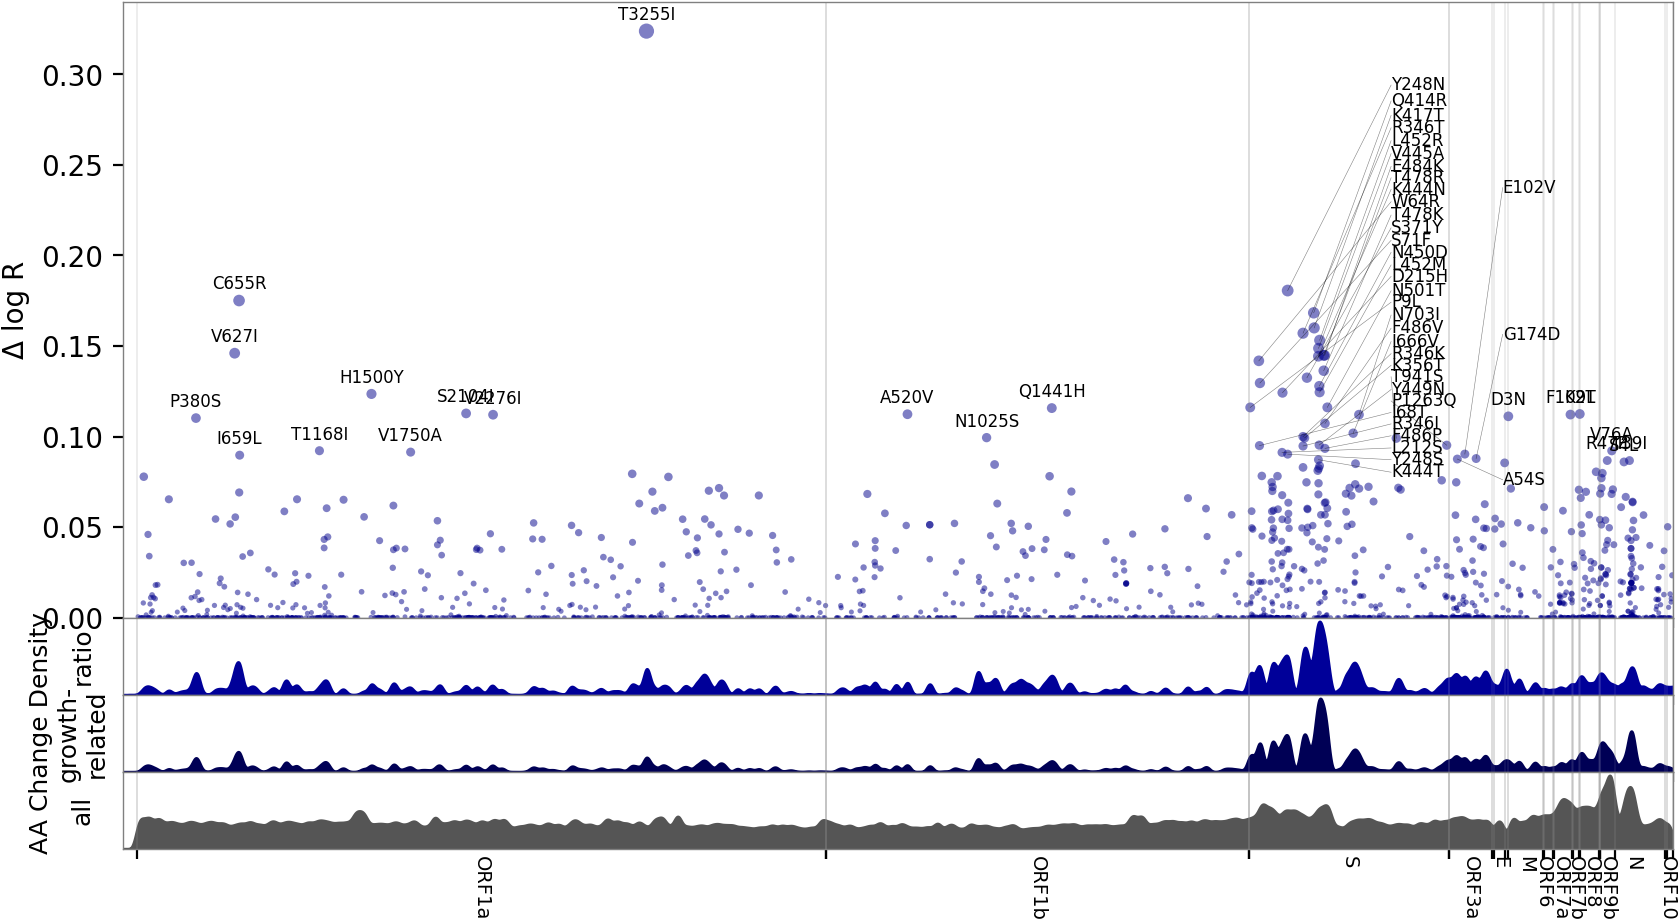 T3255I
0.30
Y248N
Q414R
K417T
R346T
L452R
V445A
E484K
T478R
K444N
W64R
T478K
S371Y
S71F
N450D
L452M
D215H
N501T
P9L
N703I
F486V
I666V
R346K
K356T
T941S
Y449N
P1263Q
I68T
R346I
F486P
L212S
Y248S
K444T
E102V
G174D
A54S
0.25
0.20
0.15
0.10
0.05
0.00
Δ log R
C655R
V627I
P380S
I659L
H1500Y
T1168I
V1750A
S2104I
V2276I
A520V
N1025S
Q1441H
D3N
V76A
AA Change Density
ratio
growth-
related
all
ORF1a
ORF1b
S
ORF3a
E
M
ORF6
ORF7a
ORF7b
ORF8
ORF9b
N
ORF10